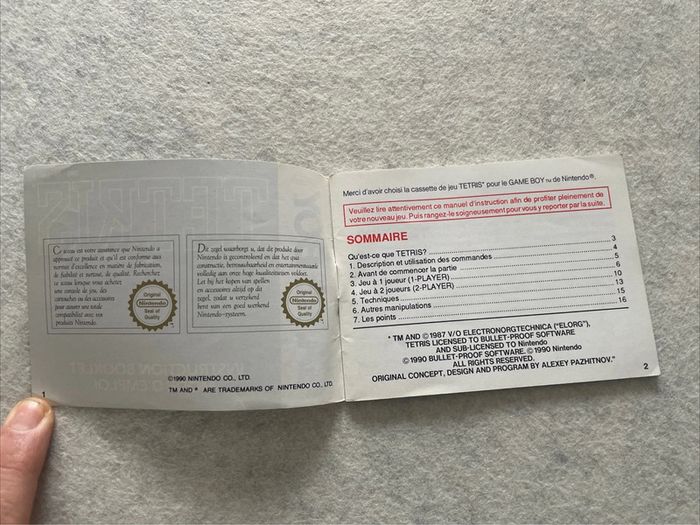 Ce sceau est votre assurance que Nintendo a
approuvé ce produit et qu'il est conforme aux
normes d'excellence en matière de fabrication,
de fiabilité et surtout, de qualité. Recherchez
ce sceau lorsque vous achetez
une console de jeu, des
cartouches ou des accessoires
pour assurer une totale
compatibilité avec vos
produits Nintendo.
Original
Nintendo
Seal of
Quality
Dit zegel waarborgt u, dat dit produkt door
Nintendo is gecontroleerd en dat het qua
constructie, betrouwbaarheid en entertainmentwaarde
volledig aan onze hoge kwaliteitseisen voldoet.
Let bij het kopen van spellen
en accessoires altijd op dit
zegel, zodat u verzekerd
bent van een goed werkend
Nintendo-systeem.
Original
Nintendo
Seal of
Quality
©1990 NINTENDO CO., LTD.
TM AND ® ARE TRADEMARKS OF NINTENDO CO., LTD.
1
Merci d'avoir choisi la cassette de jeu TETRIS* pour le GAME BOY TM de Nintendo®.
Veuillez lire attentivement ce manuel d'instruction afin de profiter pleinement de
votre nouveau jeu. Puis rangez-le soigneusement pour vous y reporter par la suite.
SOMMAIRE
Qu'est-ce que TETRIS? 3
1. Description et utilisation des commandes 4
2. Avant de commencer la partie 5
3. Jeu à 1 joueur (1-PLAYER) 6
4. Jeu à 2 joueurs (2-PLAYER) 10
5. Techniques 13
6. Autres manipulations 15
7. Les points 16
* TM AND ©1987 V/O ELECTRONORGTECHNICA ("ELORG"),
TETRIS LICENSED TO BULLET-PROOF SOFTWARE
AND SUB-LICENSED TO Nintendo
©1990 BULLET-PROOF SOFTWARE. ©1990 Nintendo
ALL RIGHTS RESERVED.
ORIGINAL CONCEPT, DESIGN AND PROGRAM BY ALEXEY PAZHITNOV."
2